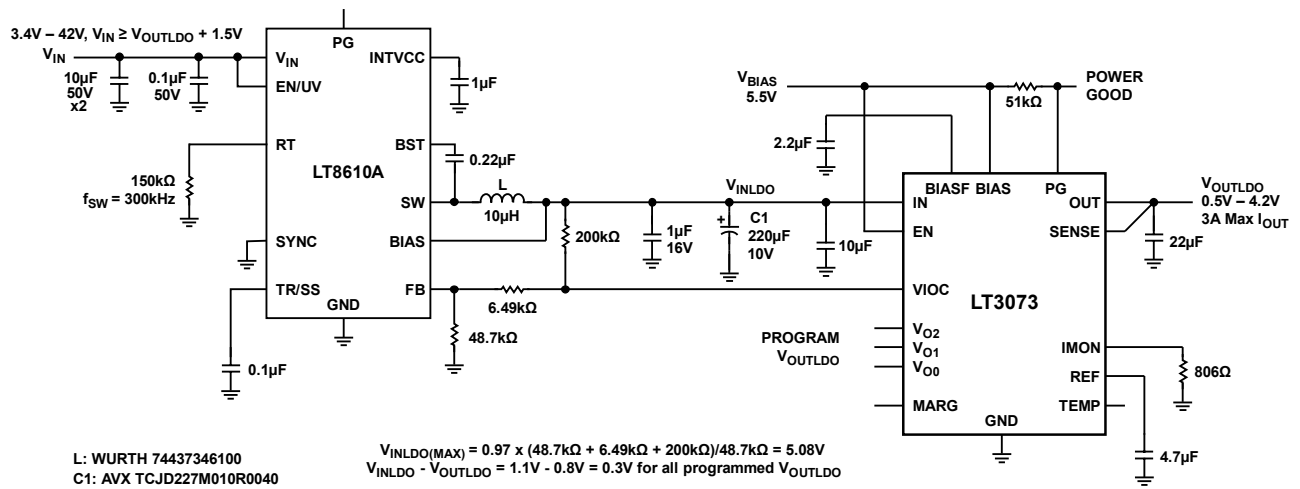 3.4V – 42V, VIN ≥ VOUTLDO + 1.5V
VIN
10µF
50V
x2
0.1µF
50V
PG
VIN
EN/UV
INTVCC
1µF
RT
150kΩ
fSW = 300kHz
LT8610A
BST
0.22µF
SW
L
10µH
SYNC
BIAS
TR/SS
FB
GND
0.1µF
200kΩ
6.49kΩ
48.7kΩ
VINLDO
1µF
16V
+
C1
220µF
10V
10µF
VBIAS
5.5V
2.2µF
51kΩ
POWER
GOOD
BIASF
BIAS
PG
IN
EN
OUT
SENSE
VOUTLDO
0.5V – 4.2V
3A Max IOUT
22µF
VIOC
LT3073
PROGRAM
VOUTLDO
VO2
VO1
VO0
MARG
IMON
REF
TEMP
GND
806Ω
4.7µF
L: WURTH 74437346100
C1: AVX TCJD227M010R0040
VINLDO(MAX) = 0.97 x (48.7kΩ + 6.49kΩ + 200kΩ)/48.7kΩ = 5.08V
VINLDO - VOUTLDO = 1.1V - 0.8V = 0.3V for all programmed VOUTLDO